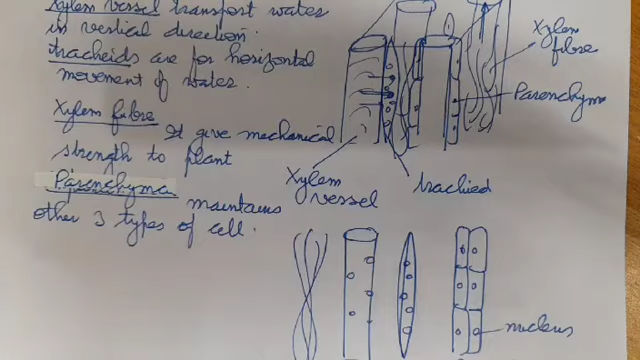 Xylem vessel transport water
in vertical direction.
tracheids are for horizontal
movement of water.
Xylem fibre
It give mechanical
strength to plant
Parenchyma
maintains
other 3 types of cell.
Xylem
fibre
Parenchyma
Xylem
vessel
trachied
nucleus